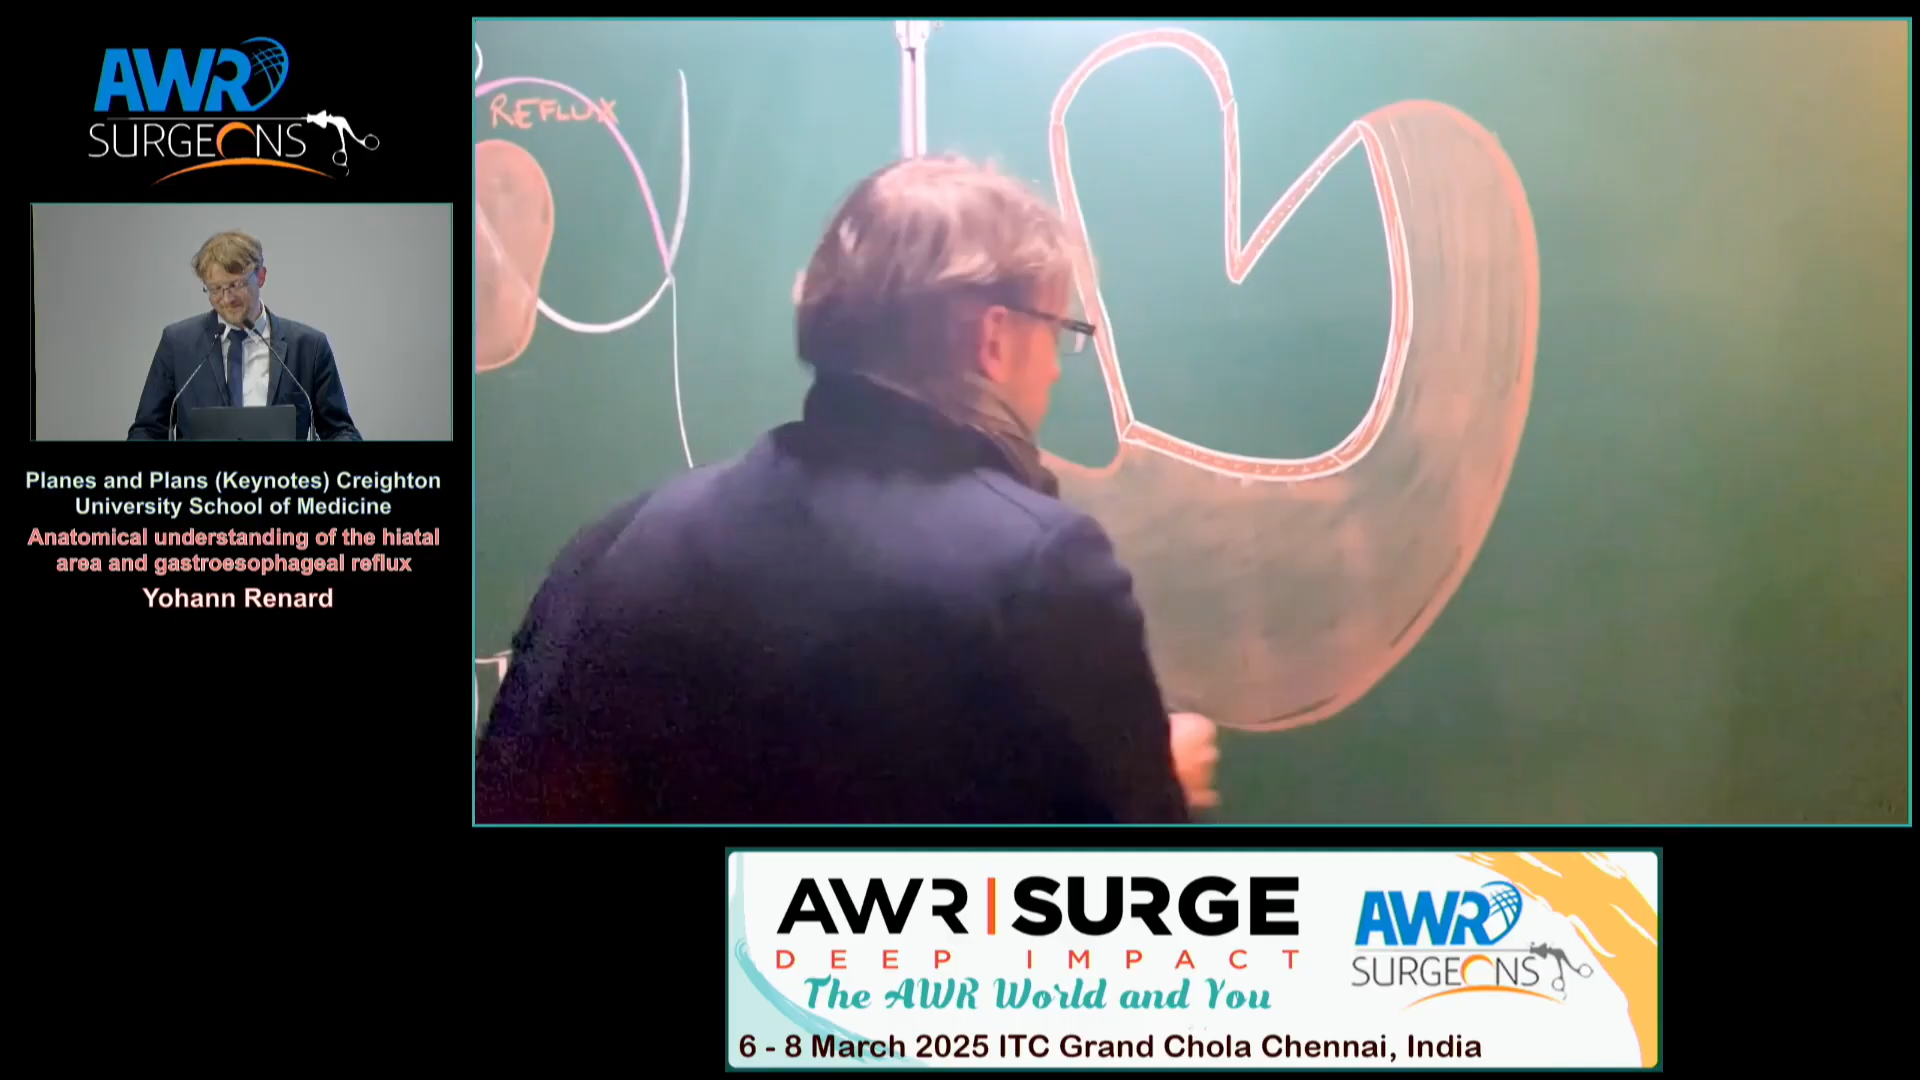 AWR
SURGEONS
Planes and Plans (Keynotes) Creighton
University School of Medicine
Anatomical understanding of the hiatal
area and gastroesophageal reflux
Yohann Renard
REFLUX
AWR|SURGE
DEEP IMPACT
The AWR World and You
6 - 8 March 2025 ITC Grand Chola Chennai, India
AWR
SURGEONS